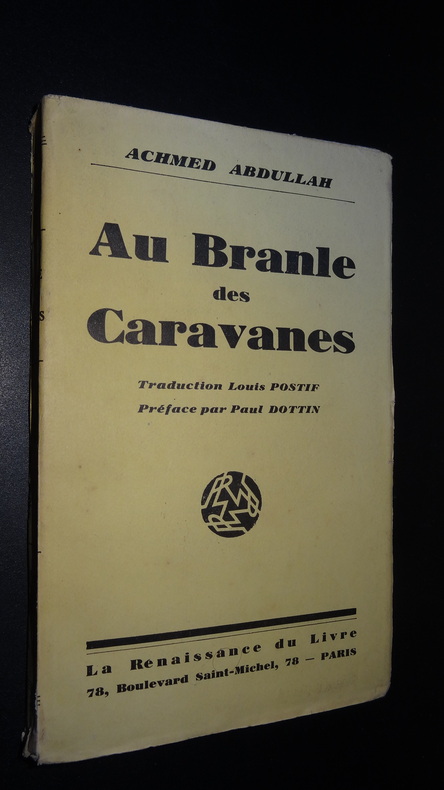 ACHMED ABDULLAH
Au Branle
des
Caravanes
Traduction Louis POSTIF
Préface par Paul DOTTIN
La Renaissance du Livre
78, Boulevard Saint-Michel, 78 — PARIS